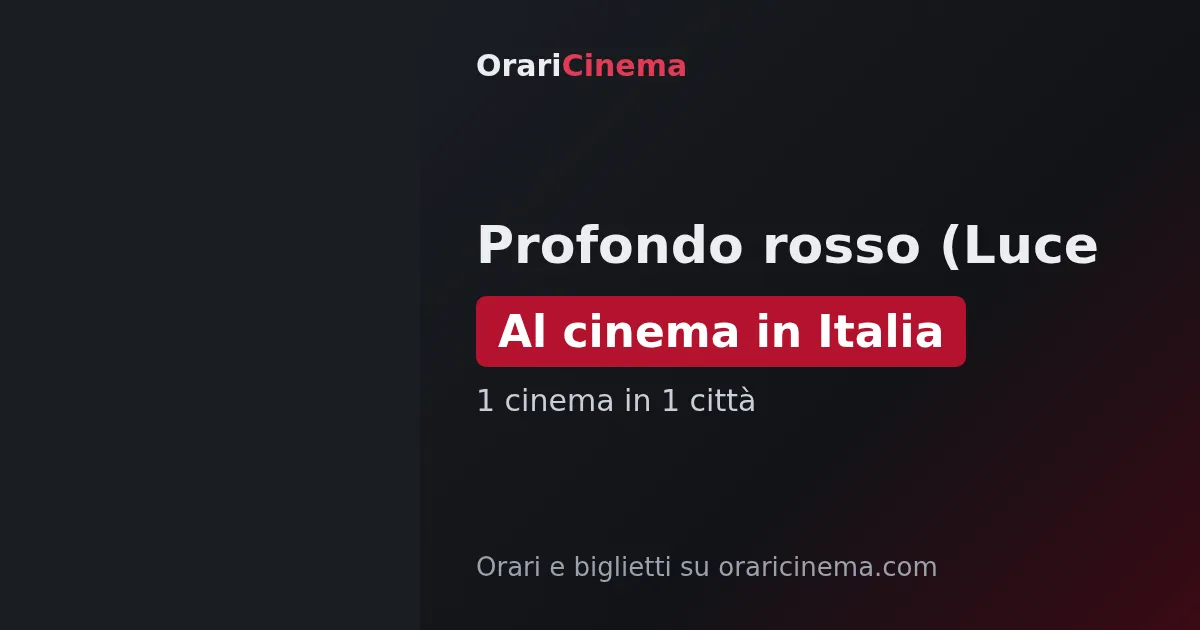 OrariCinema
Profondo rosso (Luce
Al cinema in Italia
1 cinema in 1 città
Orari e biglietti su oraricinema.com